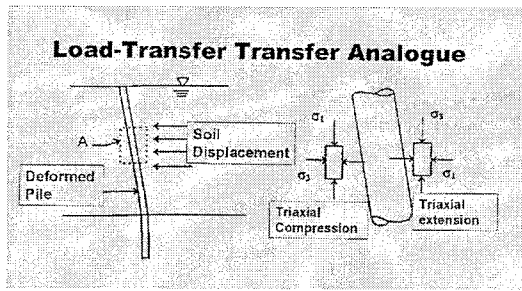 Load-Transfer Transfer Analogue
A
Soil
Displacement
Deformed
Pile
σ₁
σ₃
Triaxial
Compression
σ₃
σ₁
Triaxial
extension